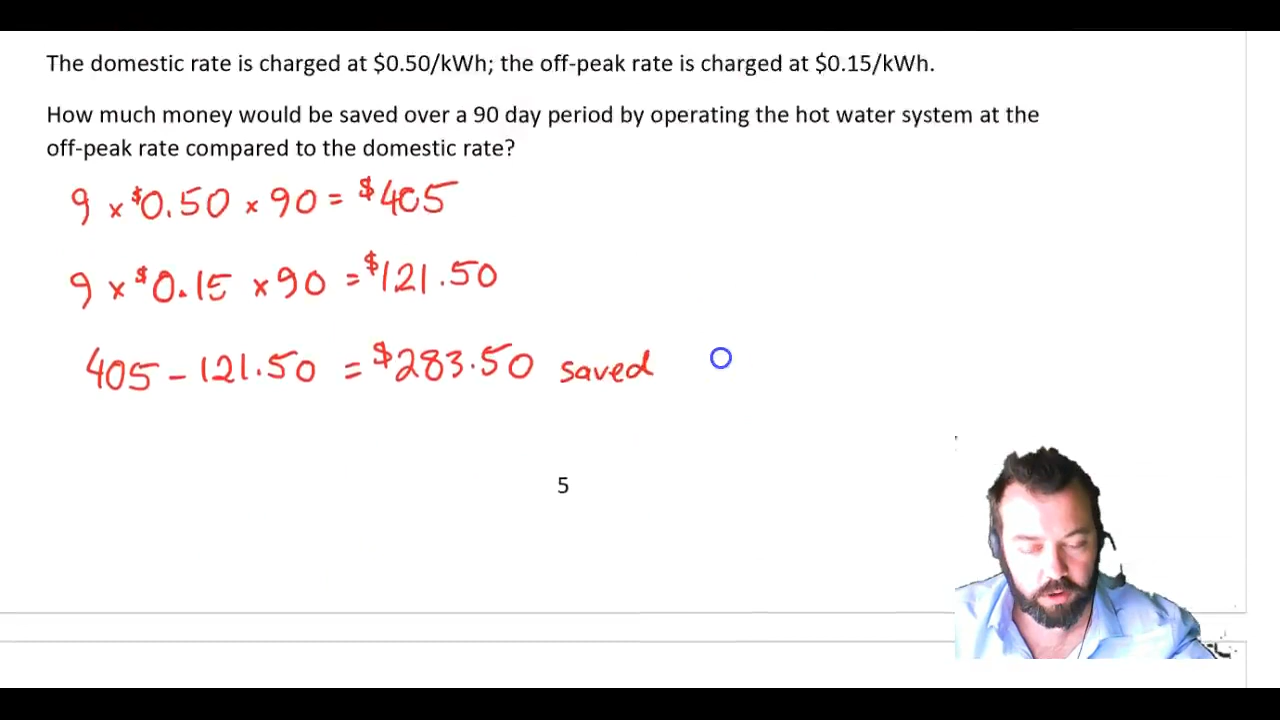 The domestic rate is charged at $0.50/kWh; the off-peak rate is charged at $0.15/kWh.
How much money would be saved over a 90 day period by operating the hot water system at the
off-peak rate compared to the domestic rate?
9 × $0.50 × 90 = $405
9 × $0.15 × 90 = $121.50
405 - 121.50 = $283.50 saved
5